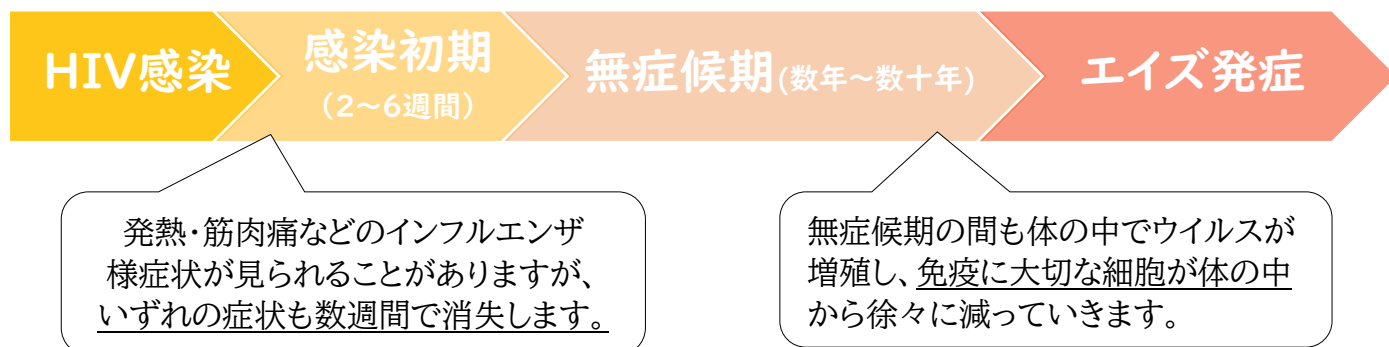 HIV感染
感染初期
（2～6週間）
無症候期(数年～数十年)
エイズ発症
発熱・筋肉痛などのインフルエンザ
様症状が見られることがありますが、
いずれの症状も数週間で消失します。
無症候期の間も体の中でウイルスが
増殖し、免疫に大切な細胞が体の中
から徐々に減っていきます。